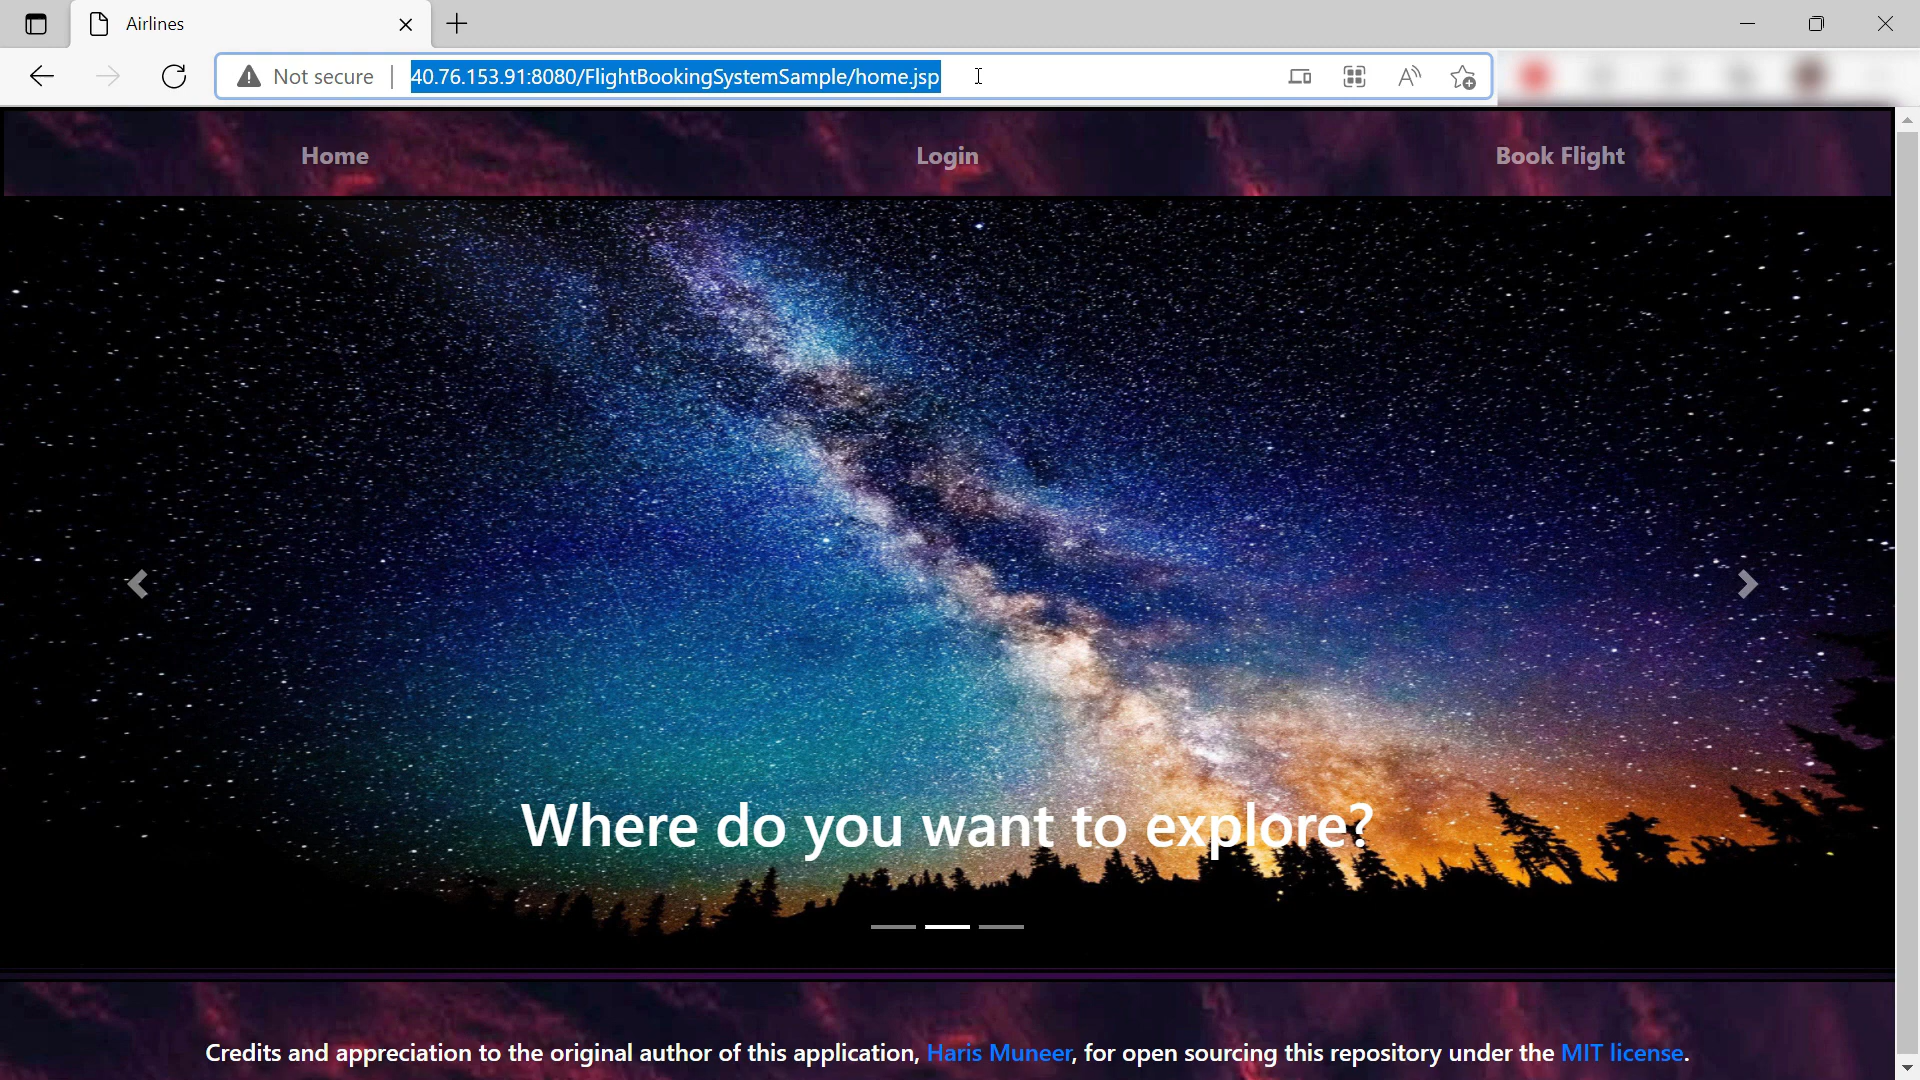 Airlines
Not secure
40.76.153.91:8080/FlightBookingSystemSample/home.jsp
Home
Login
Book Flight
Where do you want to explore?
Credits and appreciation to the original author of this application, Haris Muneer, for open sourcing this repository under the MIT license.